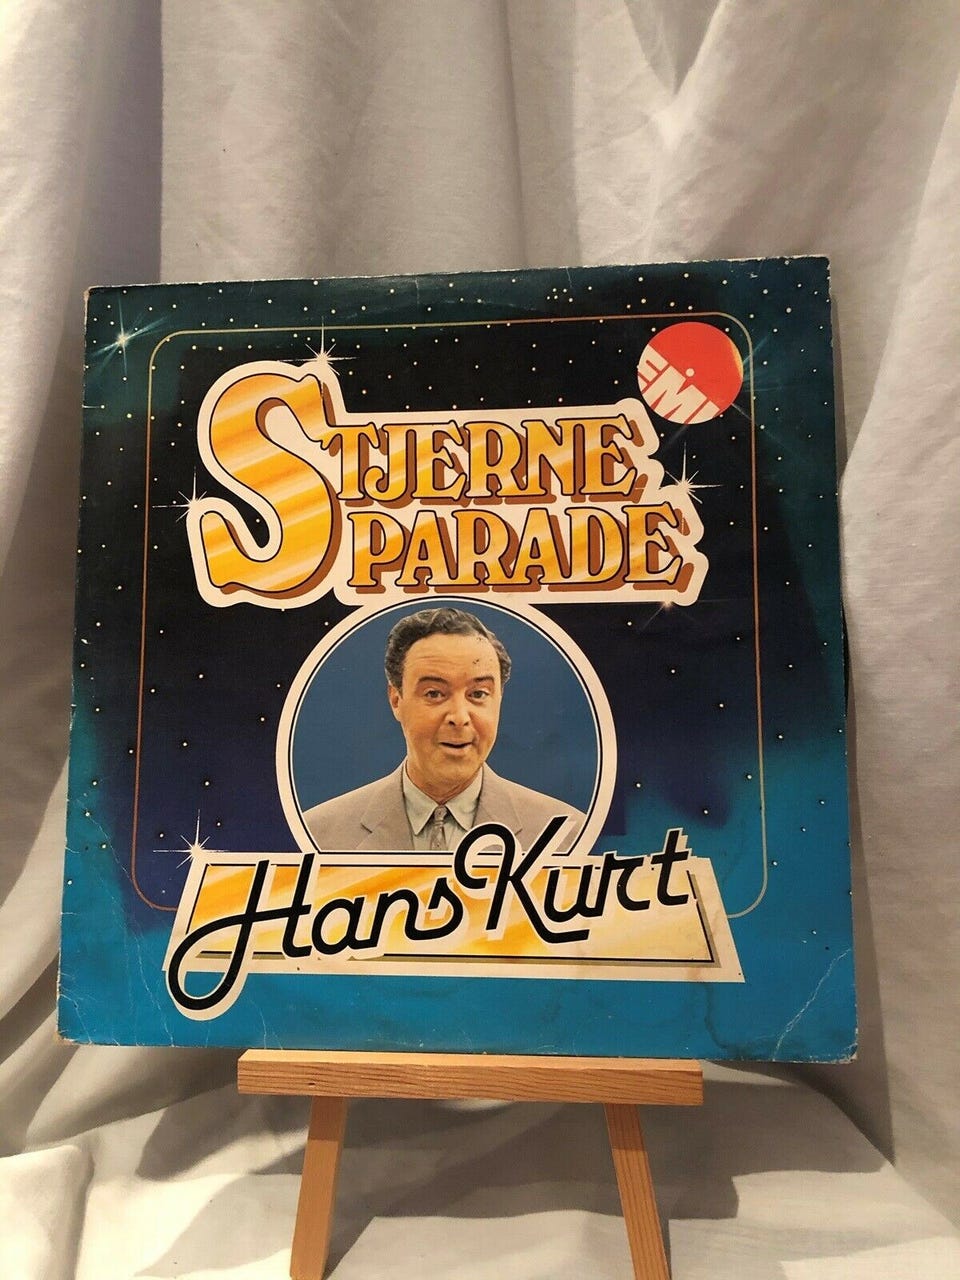 EMI
STJERNE
PARADE
Hans Kurt